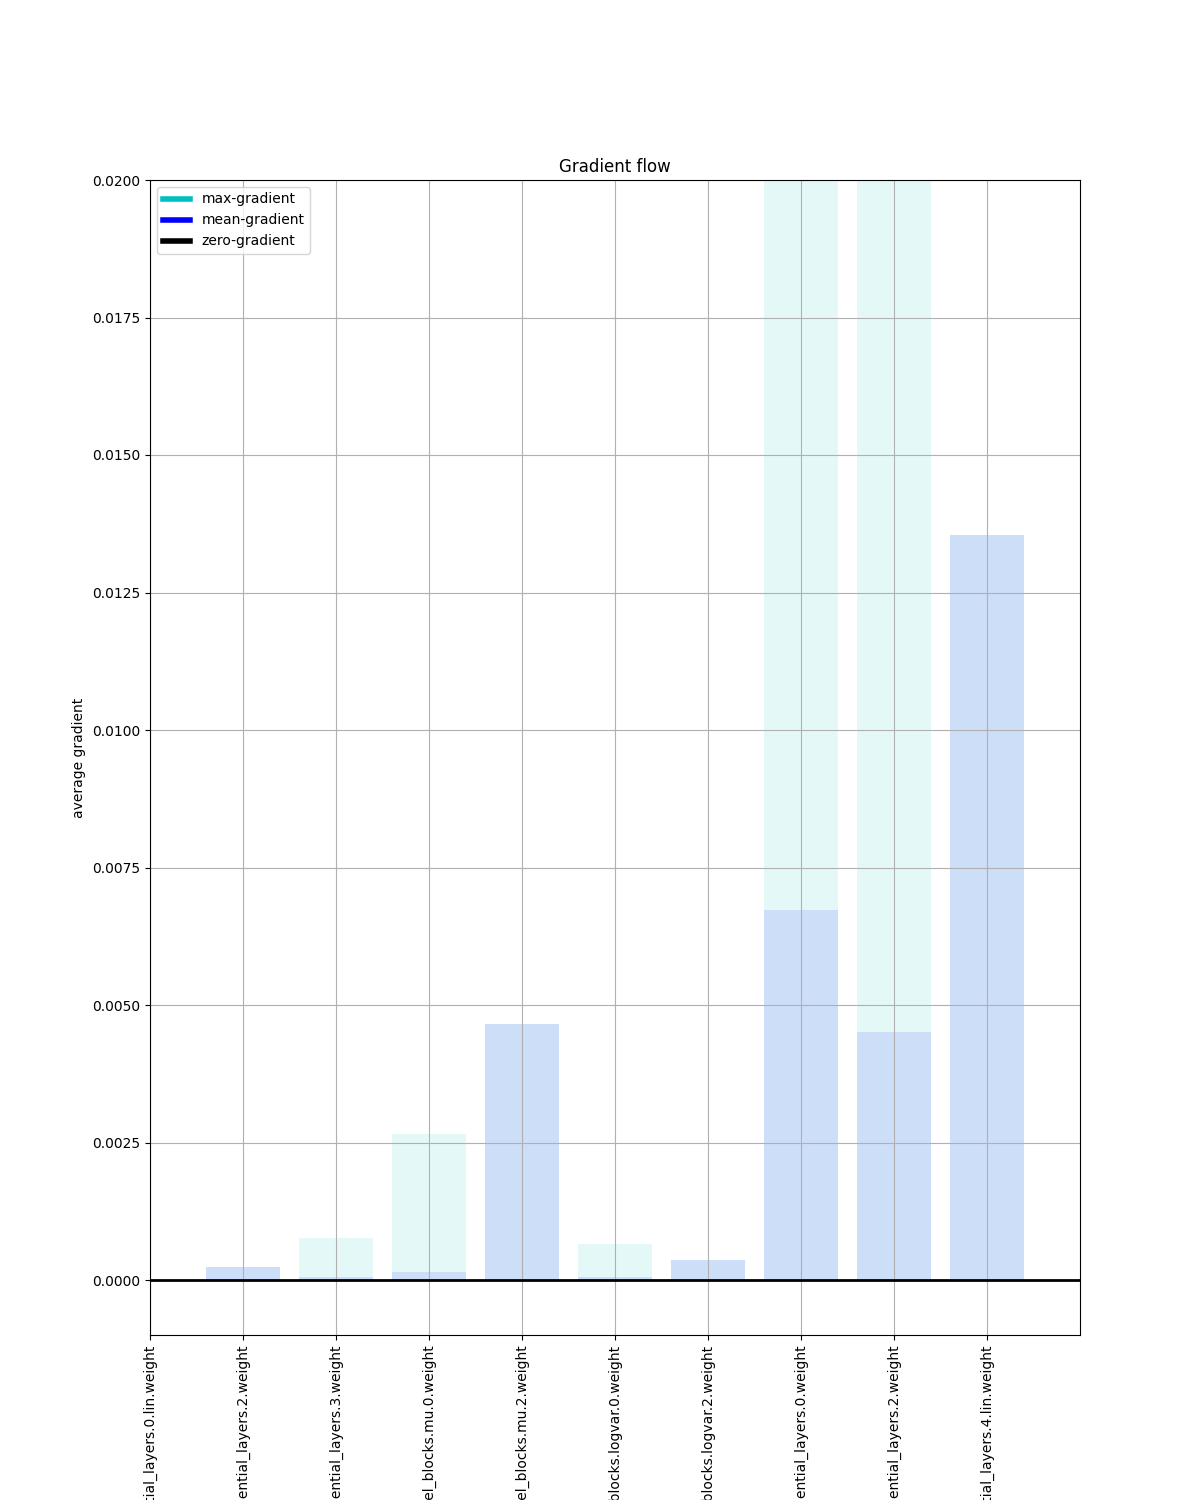 Gradient flow
max-gradient
mean-gradient
zero-gradient
0.0200
0.0175
0.0150
0.0125
0.0100
0.0075
0.0050
0.0025
0.0000
average gradient
tial_layers.0.lin.weight
ential_layers.2.weight
ential_layers.3.weight
el_blocks.mu.0.weight
el_blocks.mu.2.weight
blocks.logvar.0.weight
blocks.logvar.2.weight
ential_layers.0.weight
ential_layers.2.weight
tial_layers.4.lin.weight